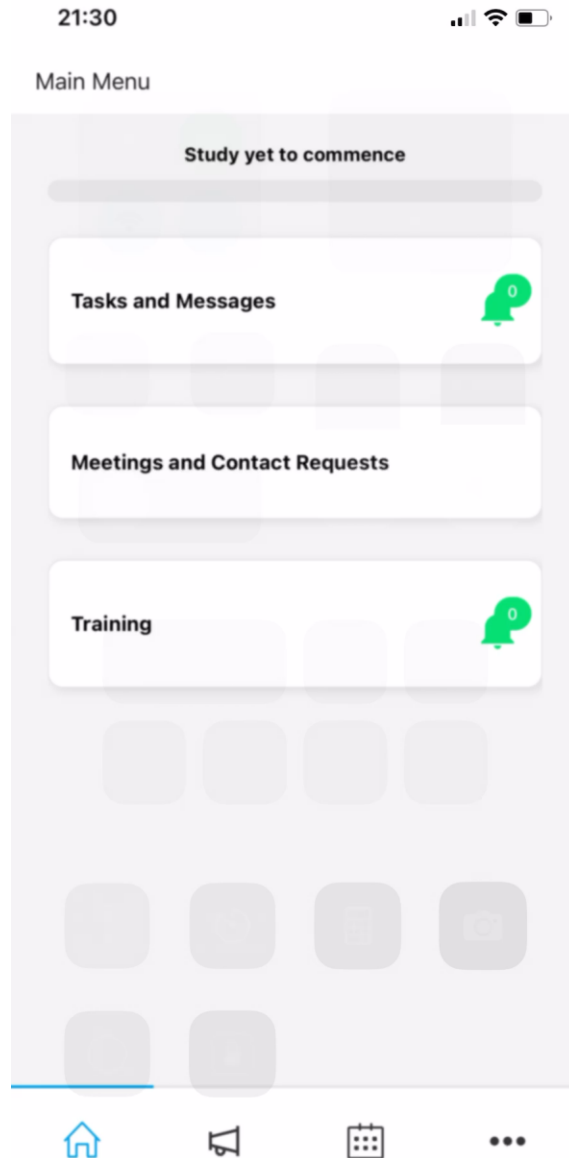 21:30
Main Menu
Study yet to commence
Tasks and Messages
0
Meetings and Contact Requests
Training
0